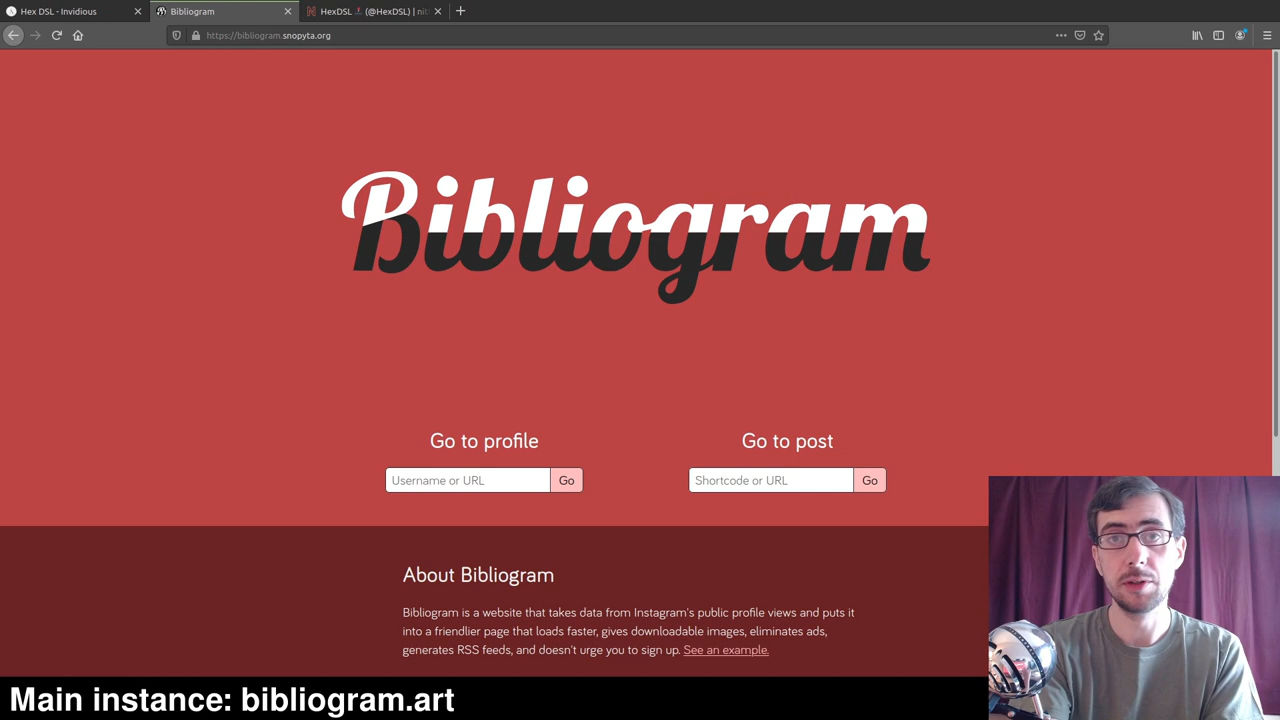 Hex DSL - Invidious
Bibliogram
HexDSL (@HexDSL) | nit
https://bibliogram.snopyta.org
Bibliogram
Go to profile
Go to post
Username or URL
Go
Shortcode or URL
Go
About Bibliogram
Bibliogram is a website that takes data from Instagram's public profile views and puts it
into a friendlier page that loads faster, gives downloadable images, eliminates ads,
generates RSS feeds, and doesn't urge you to sign up. See an example.
Main instance: bibliogram.art